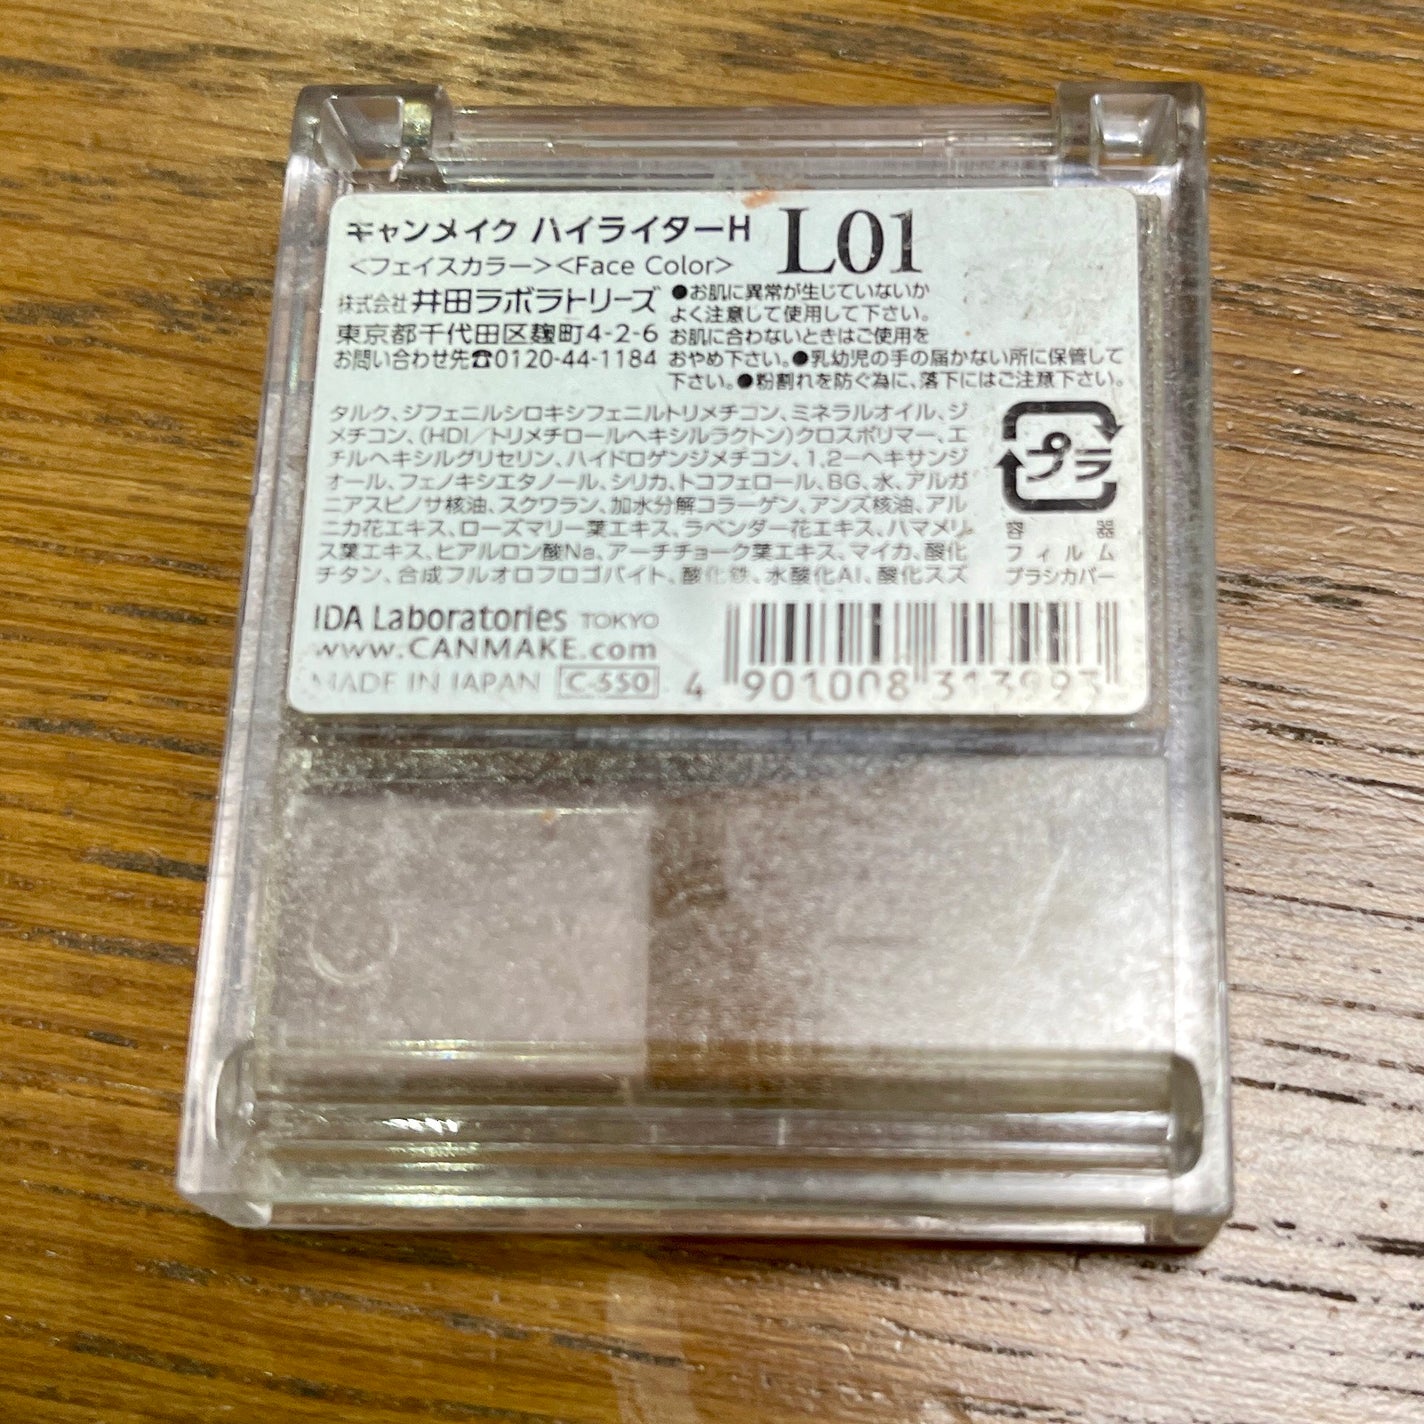 キャンメイク ハイライターH L01
<フェイスカラー><Face Color>
株式会社 井田ラボラトリーズ
東京都千代田区麹町4-2-6
お問い合わせ先☎0120-44-1184
●お肌に異常が生じていないか
よく注意して使用して下さい。
お肌に合わないときはご使用を
おやめ下さい。●乳幼児の手の届かない所に保管して
下さい。●粉割れを防ぐ為に、落下にはご注意下さい。
タルク、ジフェニルシロキシフェニルトリメチコン、ミネラルオイル、ジ
メチコン、(HDI/トリメチロールヘキシルラクトン)クロスポリマー、エ
チルヘキシルグリセリン、ハイドロゲンジメチコン、1,2-ヘキサンジ
オール、フェノキシエタノール、シリカ、トコフェロール、BG、水、アルガ
ニアスピノサ核油、スクワラン、加水分解コラーゲン、アンズ核油、アル
ニカ花エキス、ローズマリー葉エキス、ラベンダー花エキス、ハマメリ
ス葉エキス、ヒアルロン酸Na、アーチチョーク葉エキス、マイカ、酸化
チタン、合成フルオロフロゴパイト、酸化鉄、水酸化Al、酸化スズ
プラ
容器
フィルム
ブラシカバー
IDA Laboratories TOKYO
www.CANMAKE.com
MADE IN JAPAN C-550
4 901008 313993